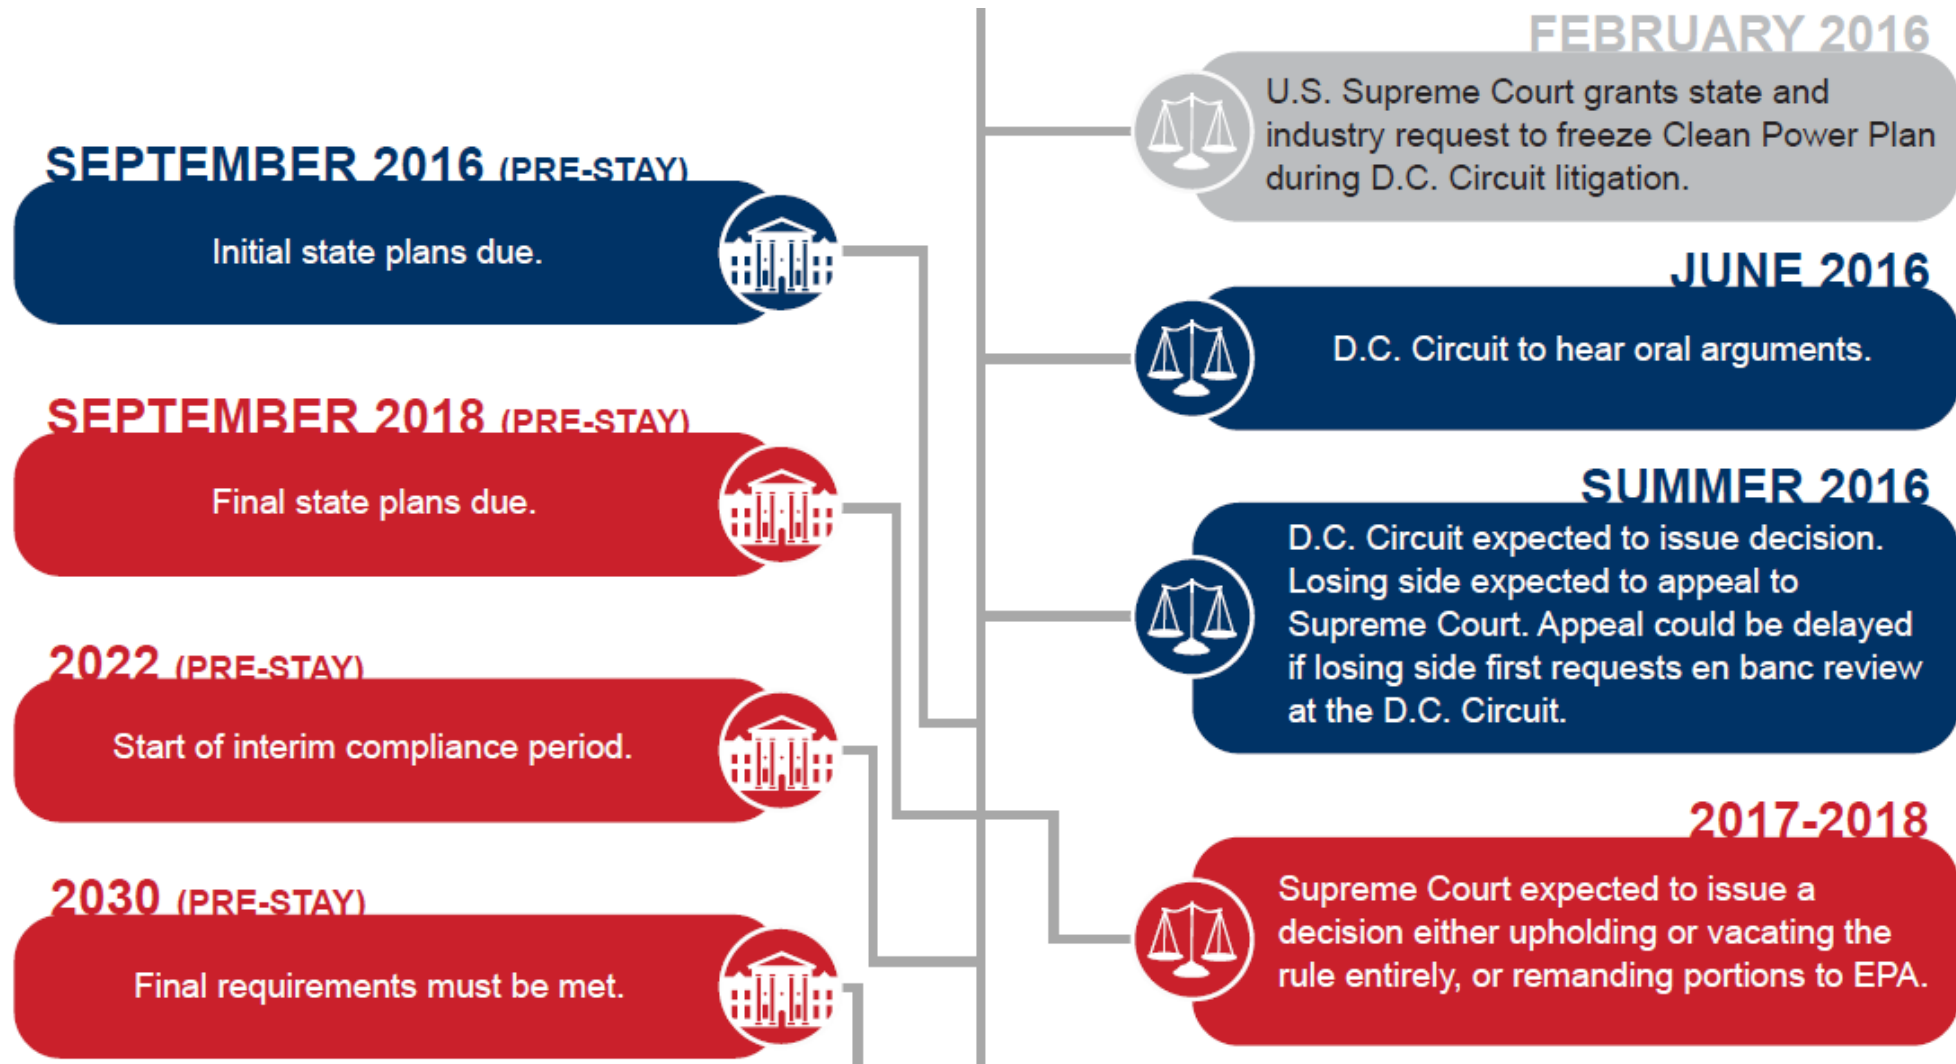 SEPTEMBER 2016 (PRE-STAY)
Initial state plans due.
SEPTEMBER 2018 (PRE-STAY)
Final state plans due.
2022 (PRE-STAY)
Start of interim compliance period.
2030 (PRE-STAY)
Final requirements must be met.
FEBRUARY 2016
U.S. Supreme Court grants state and
industry request to freeze Clean Power Plan
during D.C. Circuit litigation.
JUNE 2016
D.C. Circuit to hear oral arguments.
SUMMER 2016
D.C. Circuit expected to issue decision.
Losing side expected to appeal to
Supreme Court. Appeal could be delayed
if losing side first requests en banc review
at the D.C. Circuit.
2017-2018
Supreme Court expected to issue a
decision either upholding or vacating the
rule entirely, or remanding portions to EPA.